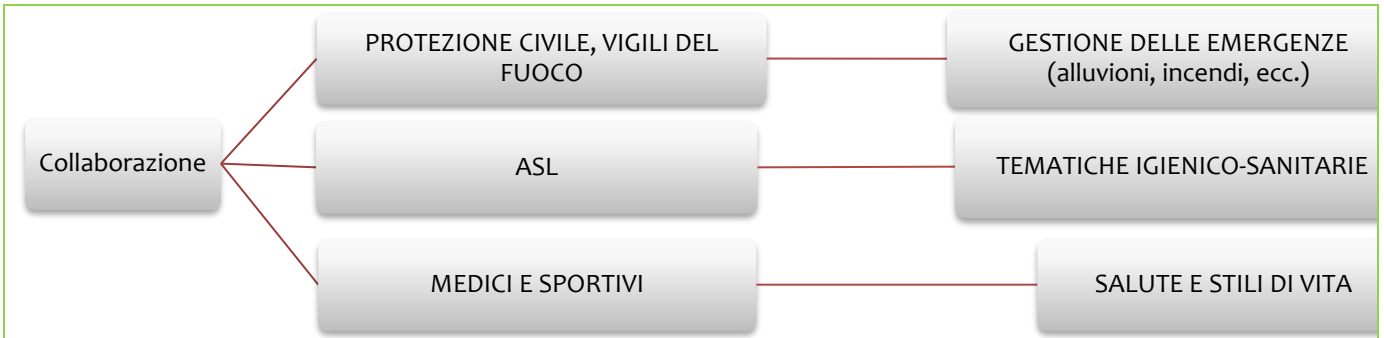 PROTEZIONE CIVILE, VIGILI DEL
FUOCO
GESTIONE DELLE EMERGENZE
(alluvioni, incendi, ecc.)
Collaborazione
ASL
TEMATICHE IGIENICO-SANITARIE
MEDICI E SPORTIVI
SALUTE E STILI DI VITA